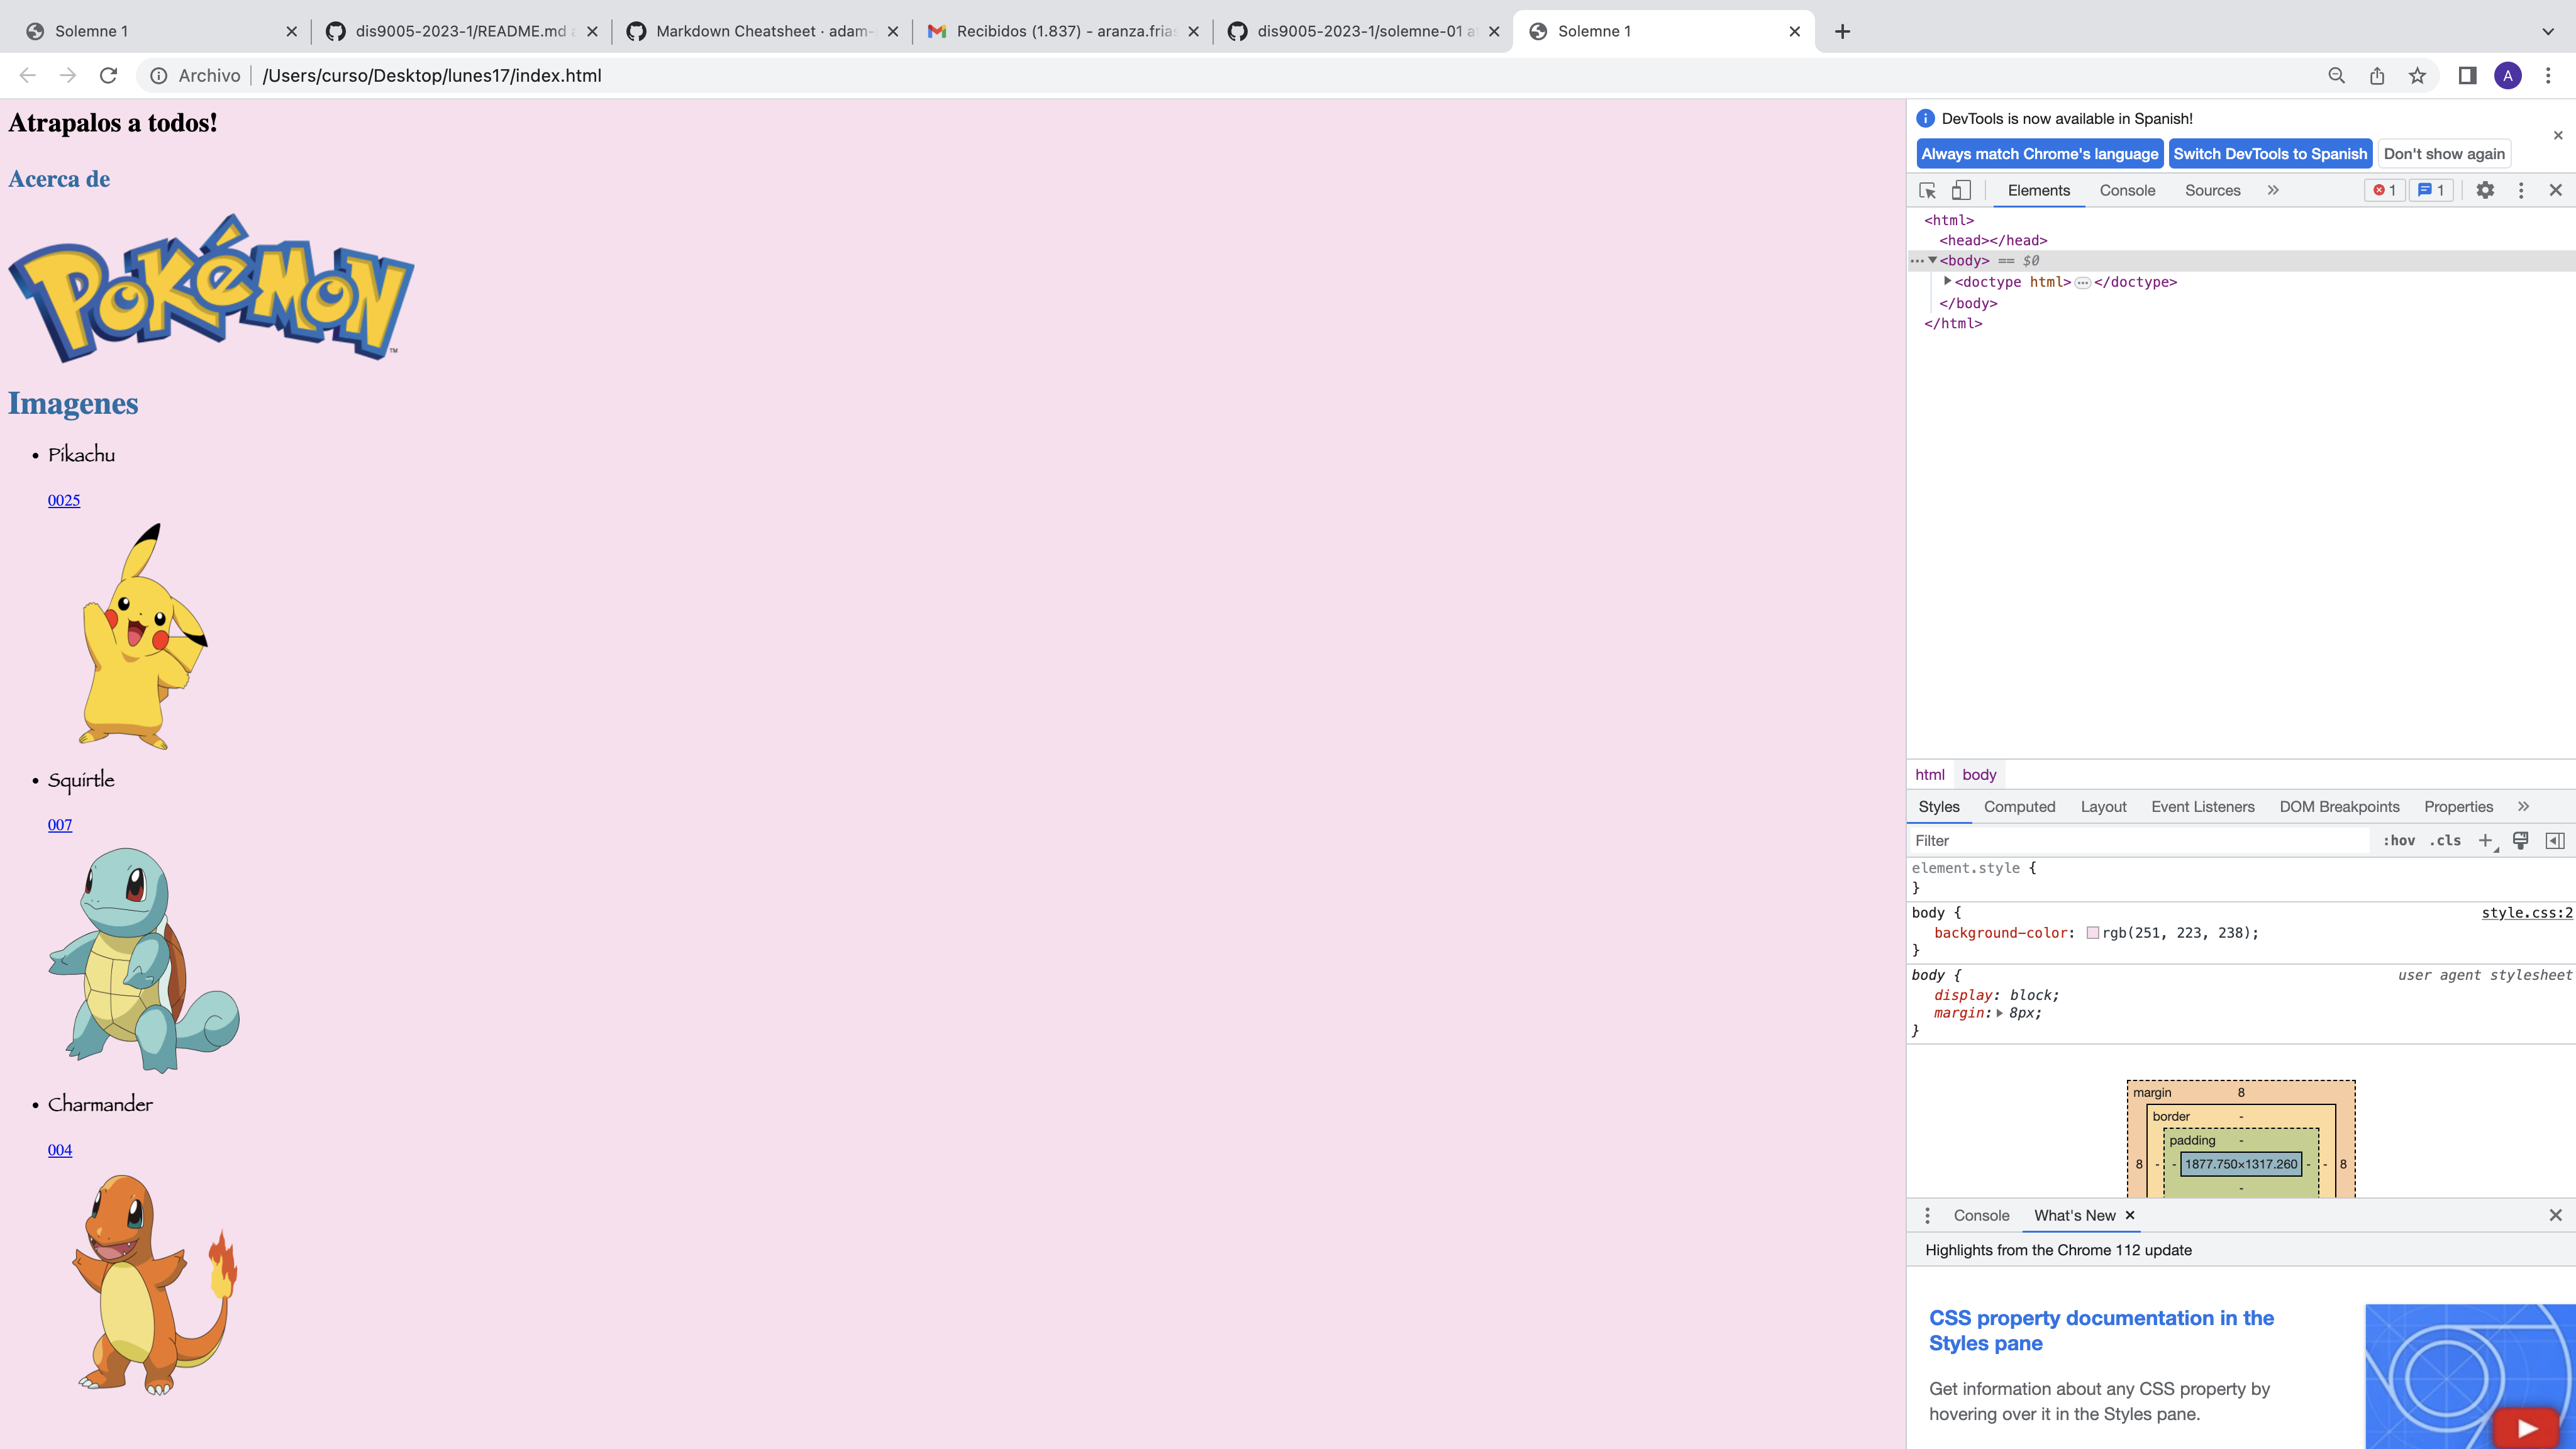 Solemne 1
dis9005-2023-1/README.md a
Markdown Cheatsheet · adam-
Recibidos (1.837) - aranza.frias
dis9005-2023-1/solemne-01 a
Solemne 1
Archivo /Users/curso/Desktop/lunes17/index.html
A
Atrapalos a todos!
Acerca de
POKéMON
TM
Imagenes
• Pikachu
0025
• Squirtle
007
• Charmander
004
DevTools is now available in Spanish!
Always match Chrome's language Switch DevTools to Spanish Don't show again
Elements Console Sources » 1 1
<html>
<head></head>
<body> == $0
<doctype html>…</doctype>
</body>
</html>
html body
Styles Computed Layout Event Listeners DOM Breakpoints Properties »
Filter :hov .cls +
element.style {
}
body { style.css:2
background-color: rgb(251, 223, 238);
}
body { user agent stylesheet
display: block;
margin: 8px;
}
margin 8
border -
padding -
8 - - 1877.750×1317.260 - - 8
-
Console What's New ×
Highlights from the Chrome 112 update
CSS property documentation in the
Styles pane
Get information about any CSS property by
hovering over it in the Styles pane.